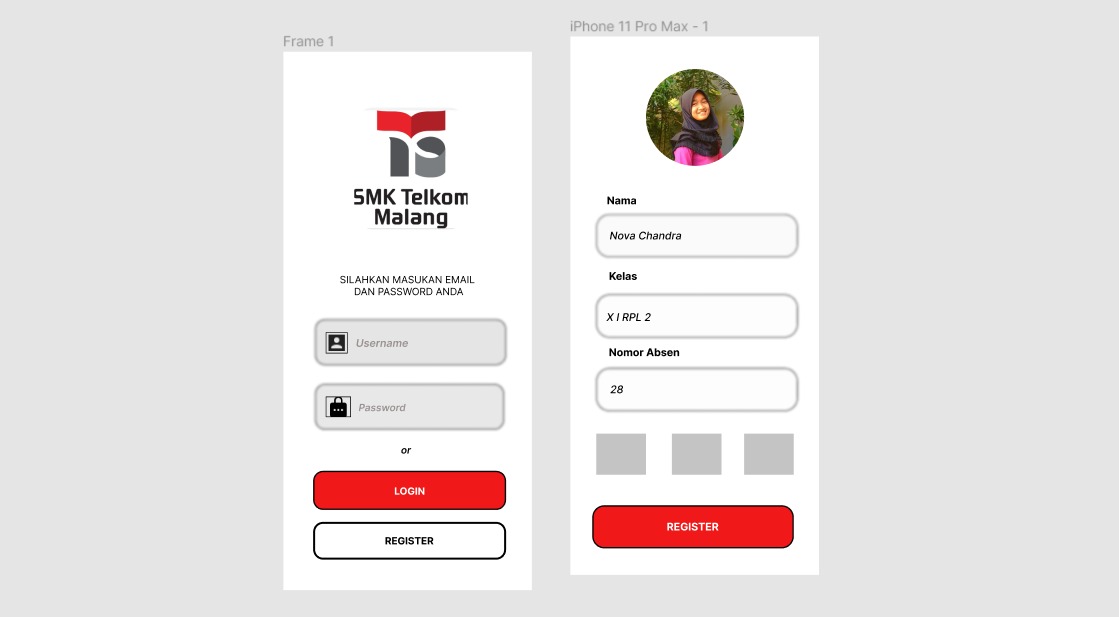 Frame 1
SMK Telkom
Malang
SILAHKAN MASUKAN EMAIL
DAN PASSWORD ANDA
Username
Password
or
LOGIN
REGISTER
iPhone 11 Pro Max - 1
Nama
Nova Chandra
Kelas
X I RPL 2
Nomor Absen
28
REGISTER